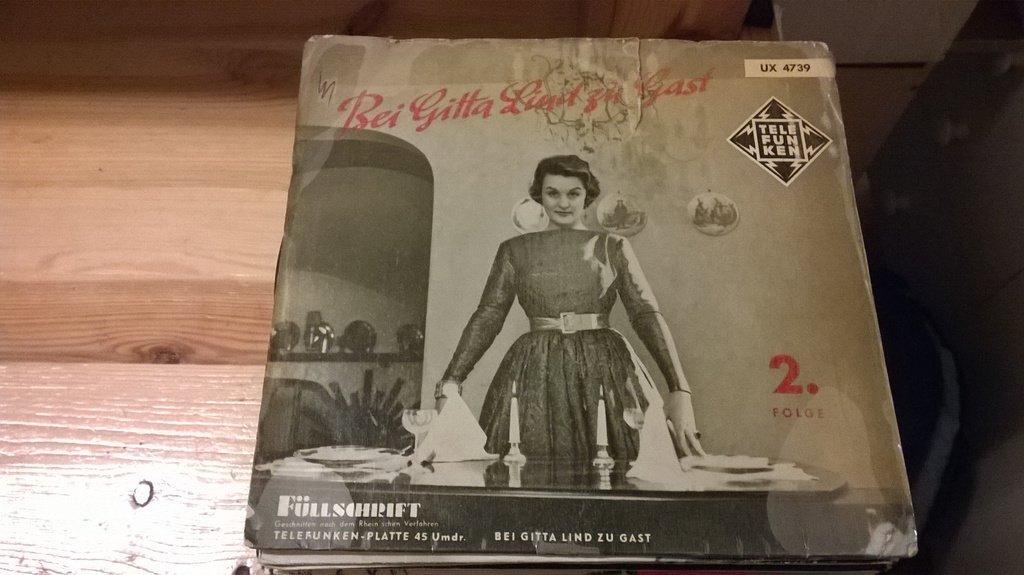 UX 4739
Bei Gitta Lind zu Gast
TELE
FUN
KEN
2.
FOLGE
FÜLLSCHRIFT
Geschnitten nach dem Rhein'schen Verfahren
TELEFUNKEN-PLATTE 45 Umdr.
BEI GITTA LIND ZU GAST